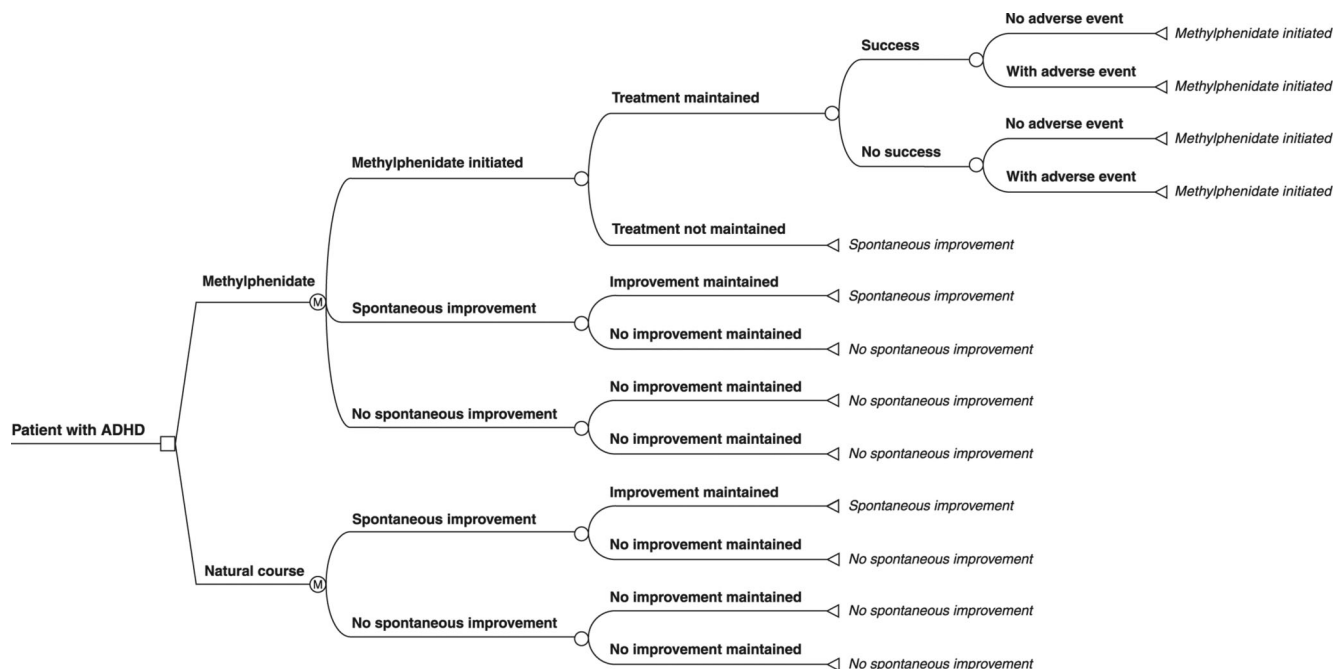 No adverse event
Methylphenidate initiated
Success
With adverse event
Methylphenidate initiated
Treatment maintained
No adverse event
Methylphenidate initiated
No success
With adverse event
Methylphenidate initiated
Methylphenidate initiated
Treatment not maintained
Spontaneous improvement
Methylphenidate
M
Improvement maintained
Spontaneous improvement
Spontaneous improvement
No improvement maintained
No spontaneous improvement
No improvement maintained
No spontaneous improvement
No spontaneous improvement
No improvement maintained
No spontaneous improvement
Patient with ADHD
Improvement maintained
Spontaneous improvement
Spontaneous improvement
No improvement maintained
No spontaneous improvement
Natural course
M
No improvement maintained
No spontaneous improvement
No spontaneous improvement
No improvement maintained
No spontaneous improvement